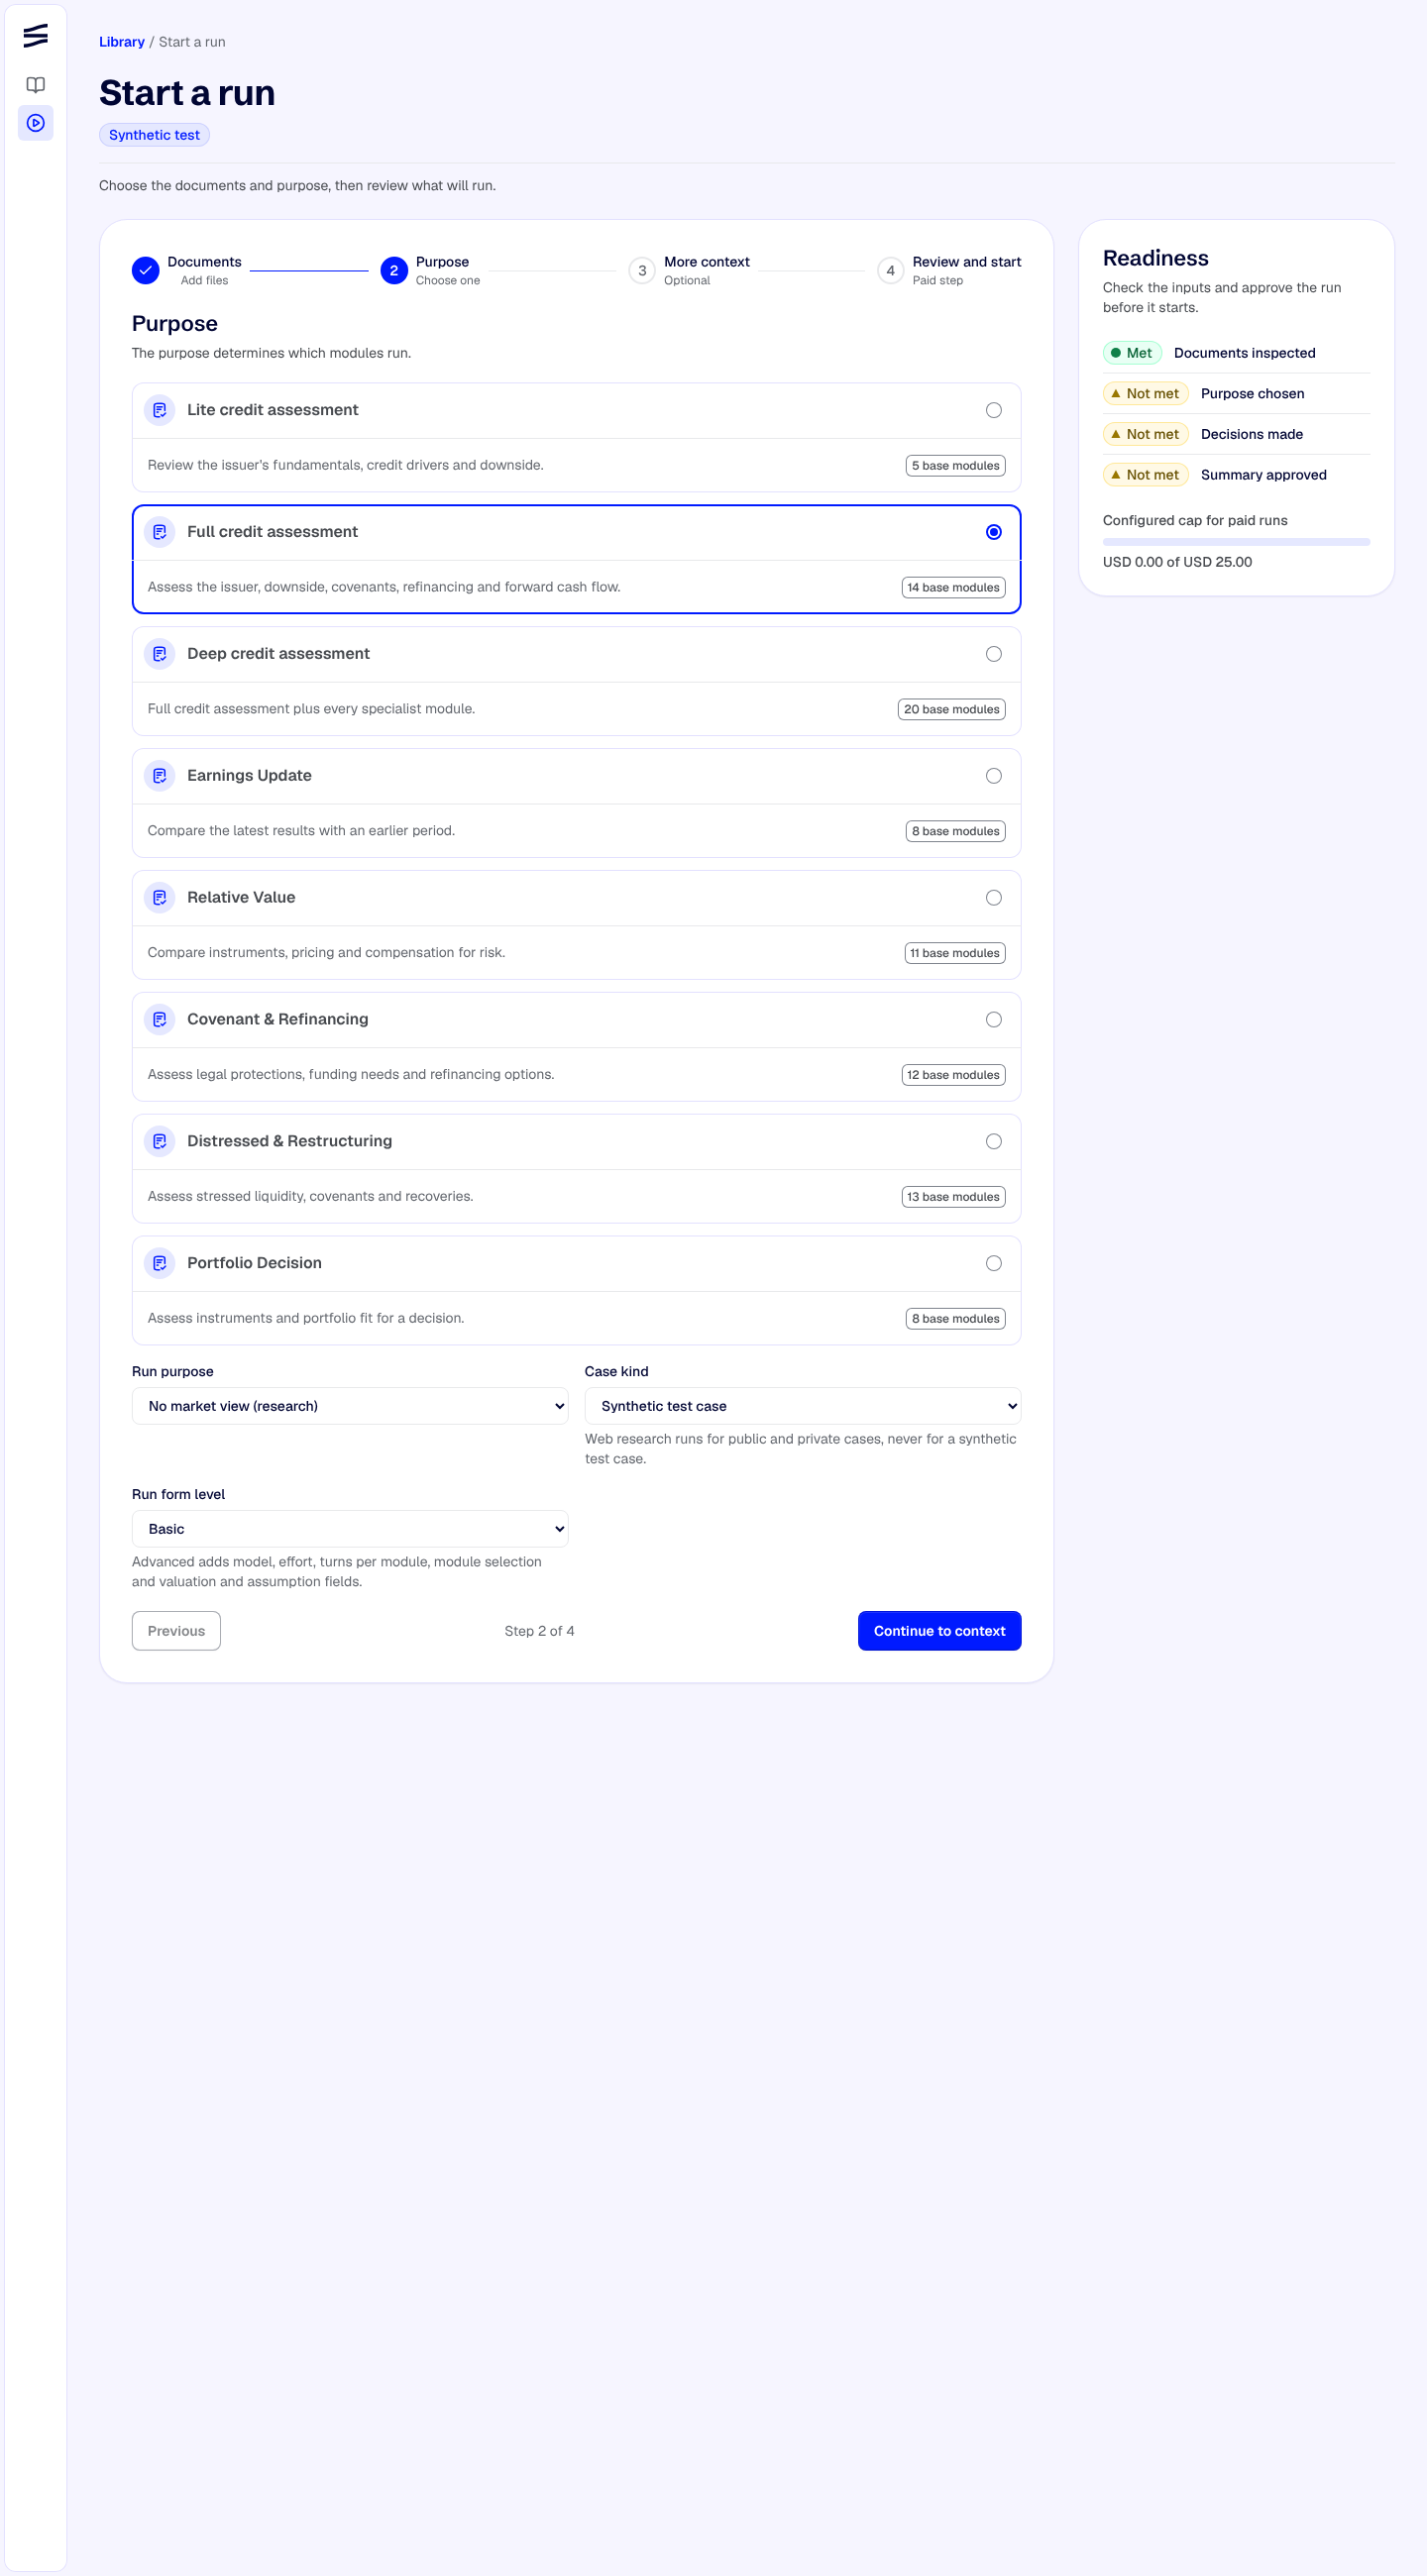 Library / Start a run
Start a run
Synthetic test
Choose the documents and purpose, then review what will run.
Documents
Add files
2
Purpose
Choose one
3
More context
Optional
4
Review and start
Paid step
Purpose
The purpose determines which modules run.
Lite credit assessment
Review the issuer's fundamentals, credit drivers and downside.
5 base modules
Full credit assessment
Assess the issuer, downside, covenants, refinancing and forward cash flow.
14 base modules
Deep credit assessment
Full credit assessment plus every specialist module.
20 base modules
Earnings Update
Compare the latest results with an earlier period.
8 base modules
Relative Value
Compare instruments, pricing and compensation for risk.
11 base modules
Covenant & Refinancing
Assess legal protections, funding needs and refinancing options.
12 base modules
Distressed & Restructuring
Assess stressed liquidity, covenants and recoveries.
13 base modules
Portfolio Decision
Assess instruments and portfolio fit for a decision.
8 base modules
Run purpose
No market view (research)
Case kind
Synthetic test case
Web research runs for public and private cases, never for a synthetic
test case.
Run form level
Basic
Advanced adds model, effort, turns per module, module selection
and valuation and assumption fields.
Previous
Step 2 of 4
Continue to context
Readiness
Check the inputs and approve the run
before it starts.
Met
Documents inspected
Not met
Purpose chosen
Not met
Decisions made
Not met
Summary approved
Configured cap for paid runs
USD 0.00 of USD 25.00